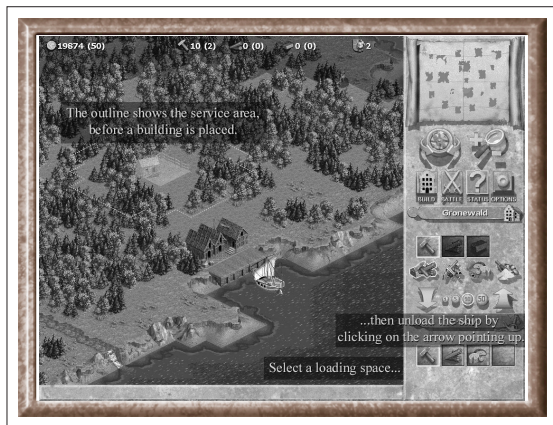 19874 (50) 10 (2) 0 (0) 0 (0) 2
The outline shows the service area,
before a building is placed.
BUILD BATTLE STATUS OPTIONS
Gronewald
...then unload the ship by
clicking on the arrow pointing up.
Select a loading space...